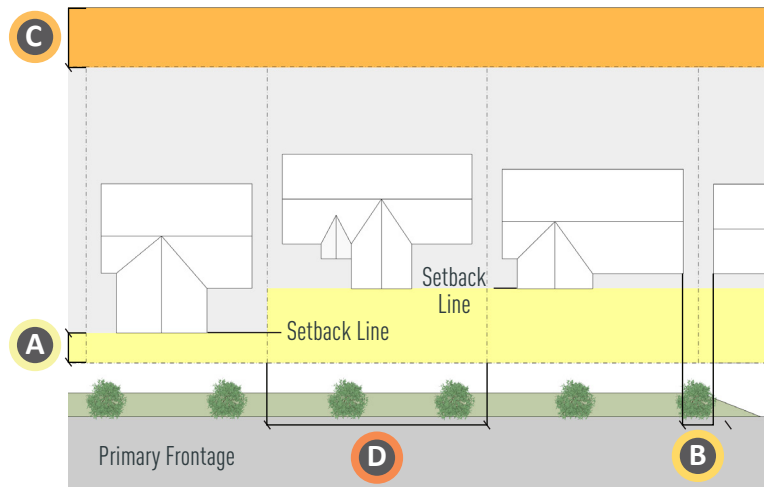 C
Setback
Line
Setback Line
A
Primary Frontage
D
B